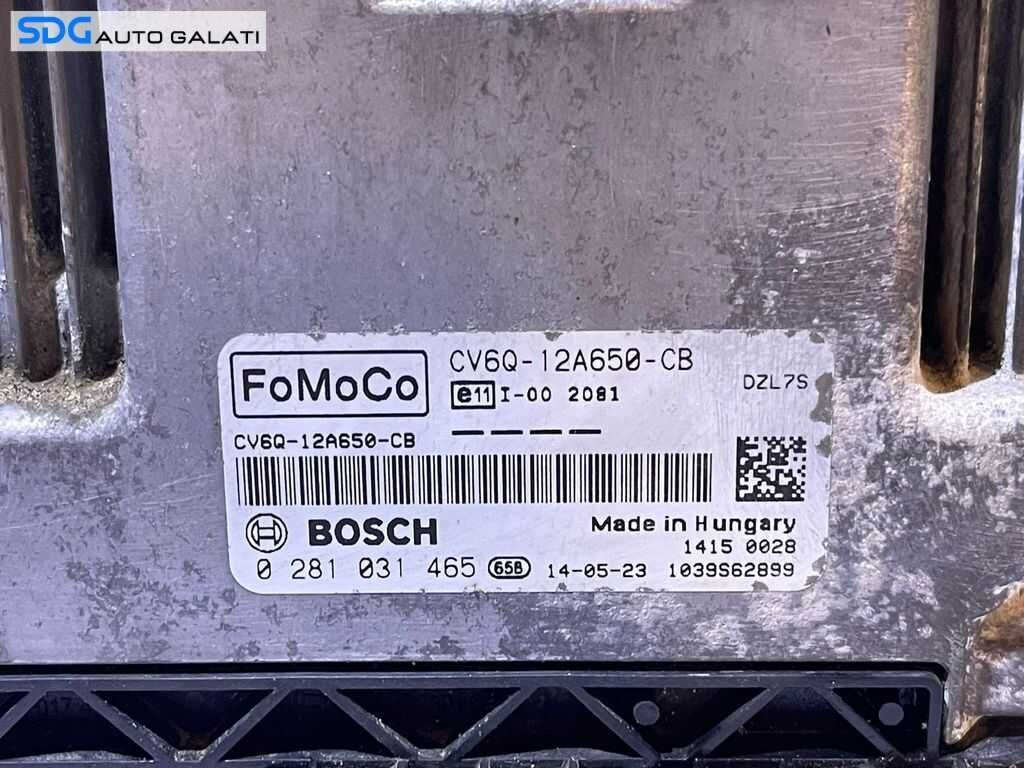 SDG AUTO GALATI
FoMoCo
CV6Q-12A650-CB
e11 I-00 2081
DZL7S
CV6Q-12A650-CB
BOSCH
Made in Hungary
1415 0028
0 281 031 465 65B 14-05-23 1039S62899